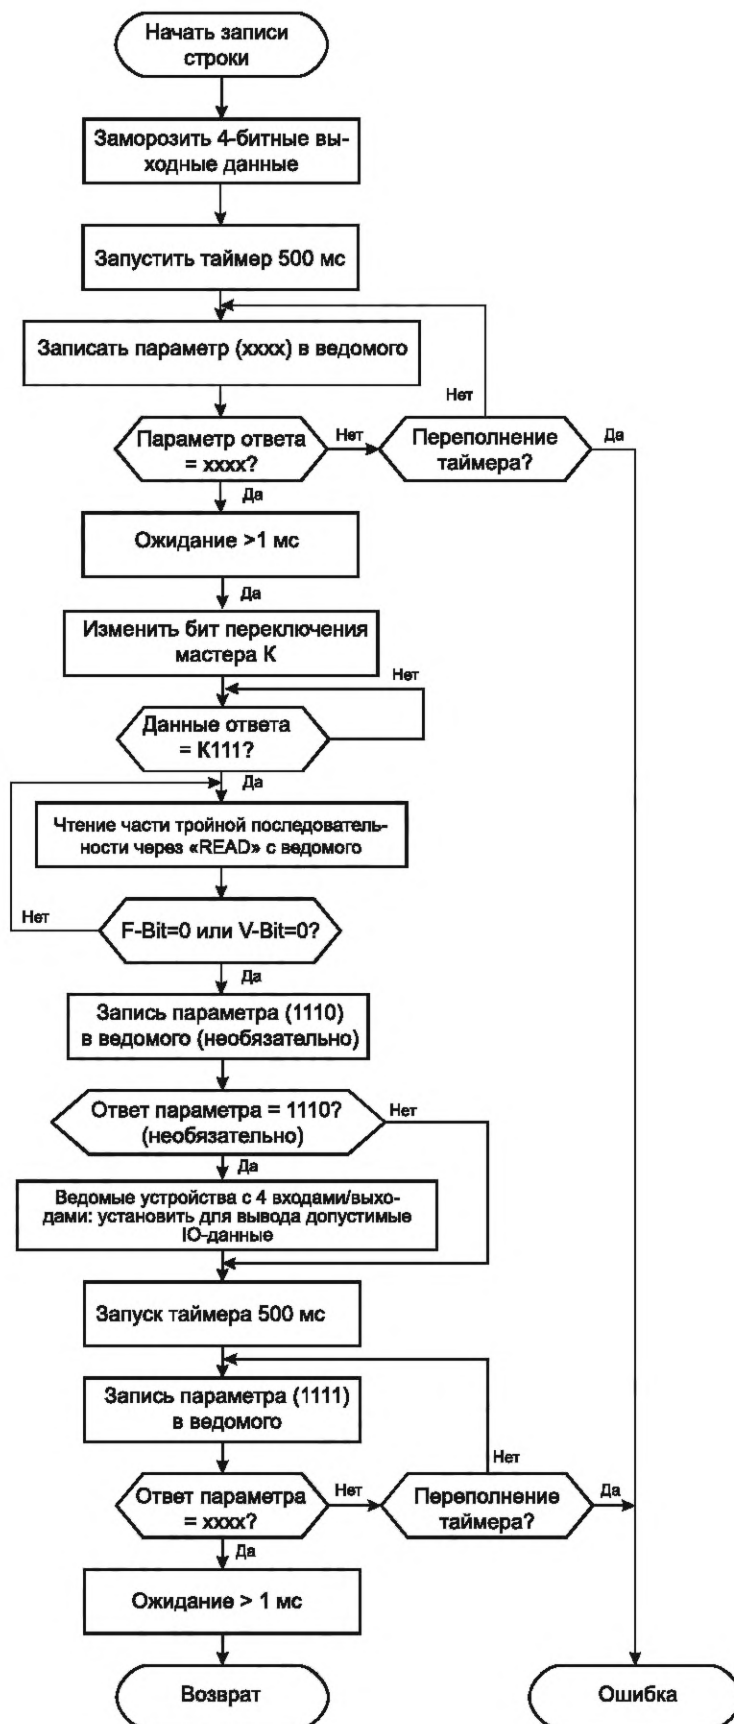 Начать записи
строки
Заморозить 4-битные вы-
ходные данные
Запустить таймер 500 мс
Записать параметр (xxxx) в ведомого
Нет
Параметр ответа
= xxxx?
Нет
Переполнение
таймера?
Да
Да
Ожидание >1 мс
Да
Изменить бит переключения
мастера К
Нет
Данные ответа
= К111?
Да
Чтение части тройной последователь-
ности через «READ» с ведомого
Нет
F-Bit=0 или V-Bit=0?
Да
Запись параметра (1110)
в ведомого (необязательно)
Ответ параметра = 1110?
(необязательно)
Нет
Да
Ведомые устройства с 4 входами/выхо-
дами: установить для вывода допустимые
IO-данные
Запуск таймера 500 мс
Запись параметра (1111)
в ведомого
Нет
Ответ параметра
= xxxx?
Нет
Переполнение
таймера?
Да
Да
Ожидание > 1 мс
Возврат
Ошибка